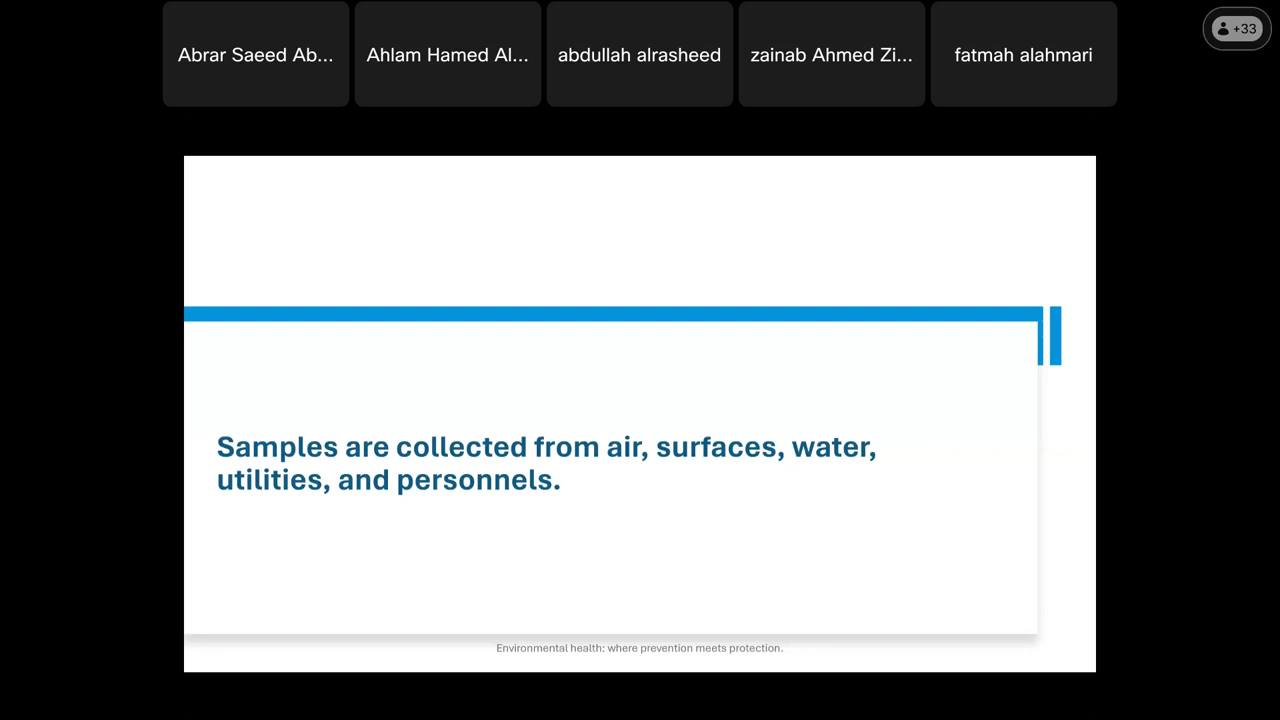 Abrar Saeed Ab...
Ahlam Hamed Al...
abdullah alrasheed
zainab Ahmed Zi...
fatmah alahmari
+33
Samples are collected from air, surfaces, water,
utilities, and personnels.
Environmental health: where prevention meets protection.